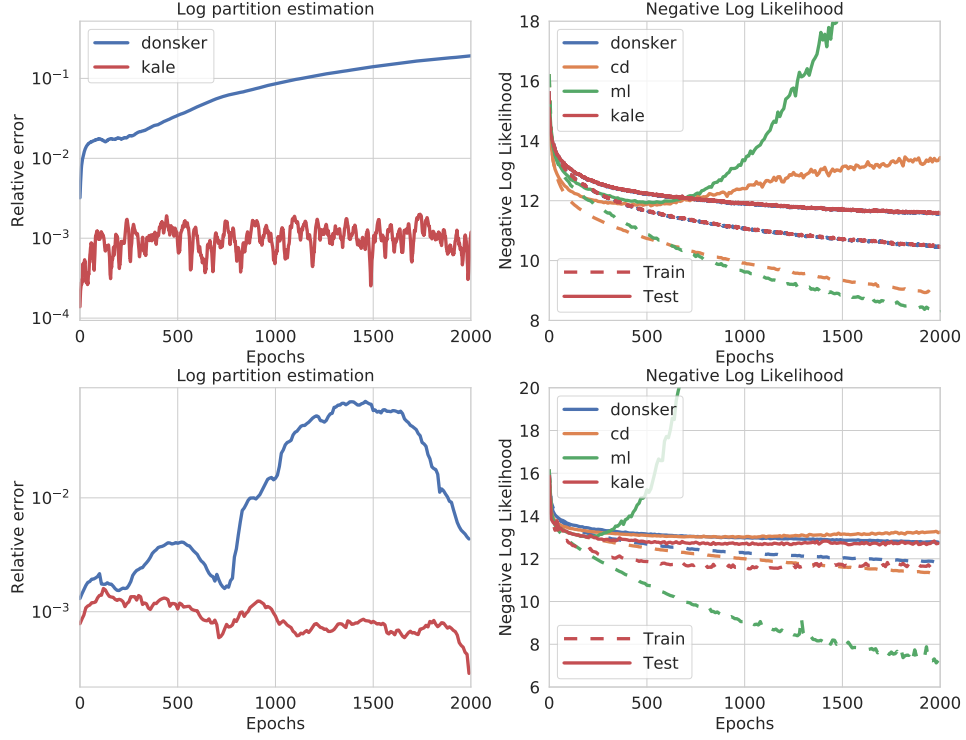 Log partition estimation
donsker
kale
10⁻¹
10⁻²
10⁻³
10⁻⁴
Relative error
0 500 1000 1500 2000
Epochs
Negative Log Likelihood
donsker
cd
ml
kale
Train
Test
18
16
14
12
10
8
Negative Log Likelihood
0 500 1000 1500 2000
Epochs
Log partition estimation
10⁻²
10⁻³
Relative error
0 500 1000 1500 2000
Epochs
Negative Log Likelihood
donsker
cd
ml
kale
Train
Test
20
18
16
14
12
10
8
6
Negative Log Likelihood
0 500 1000 1500 2000
Epochs